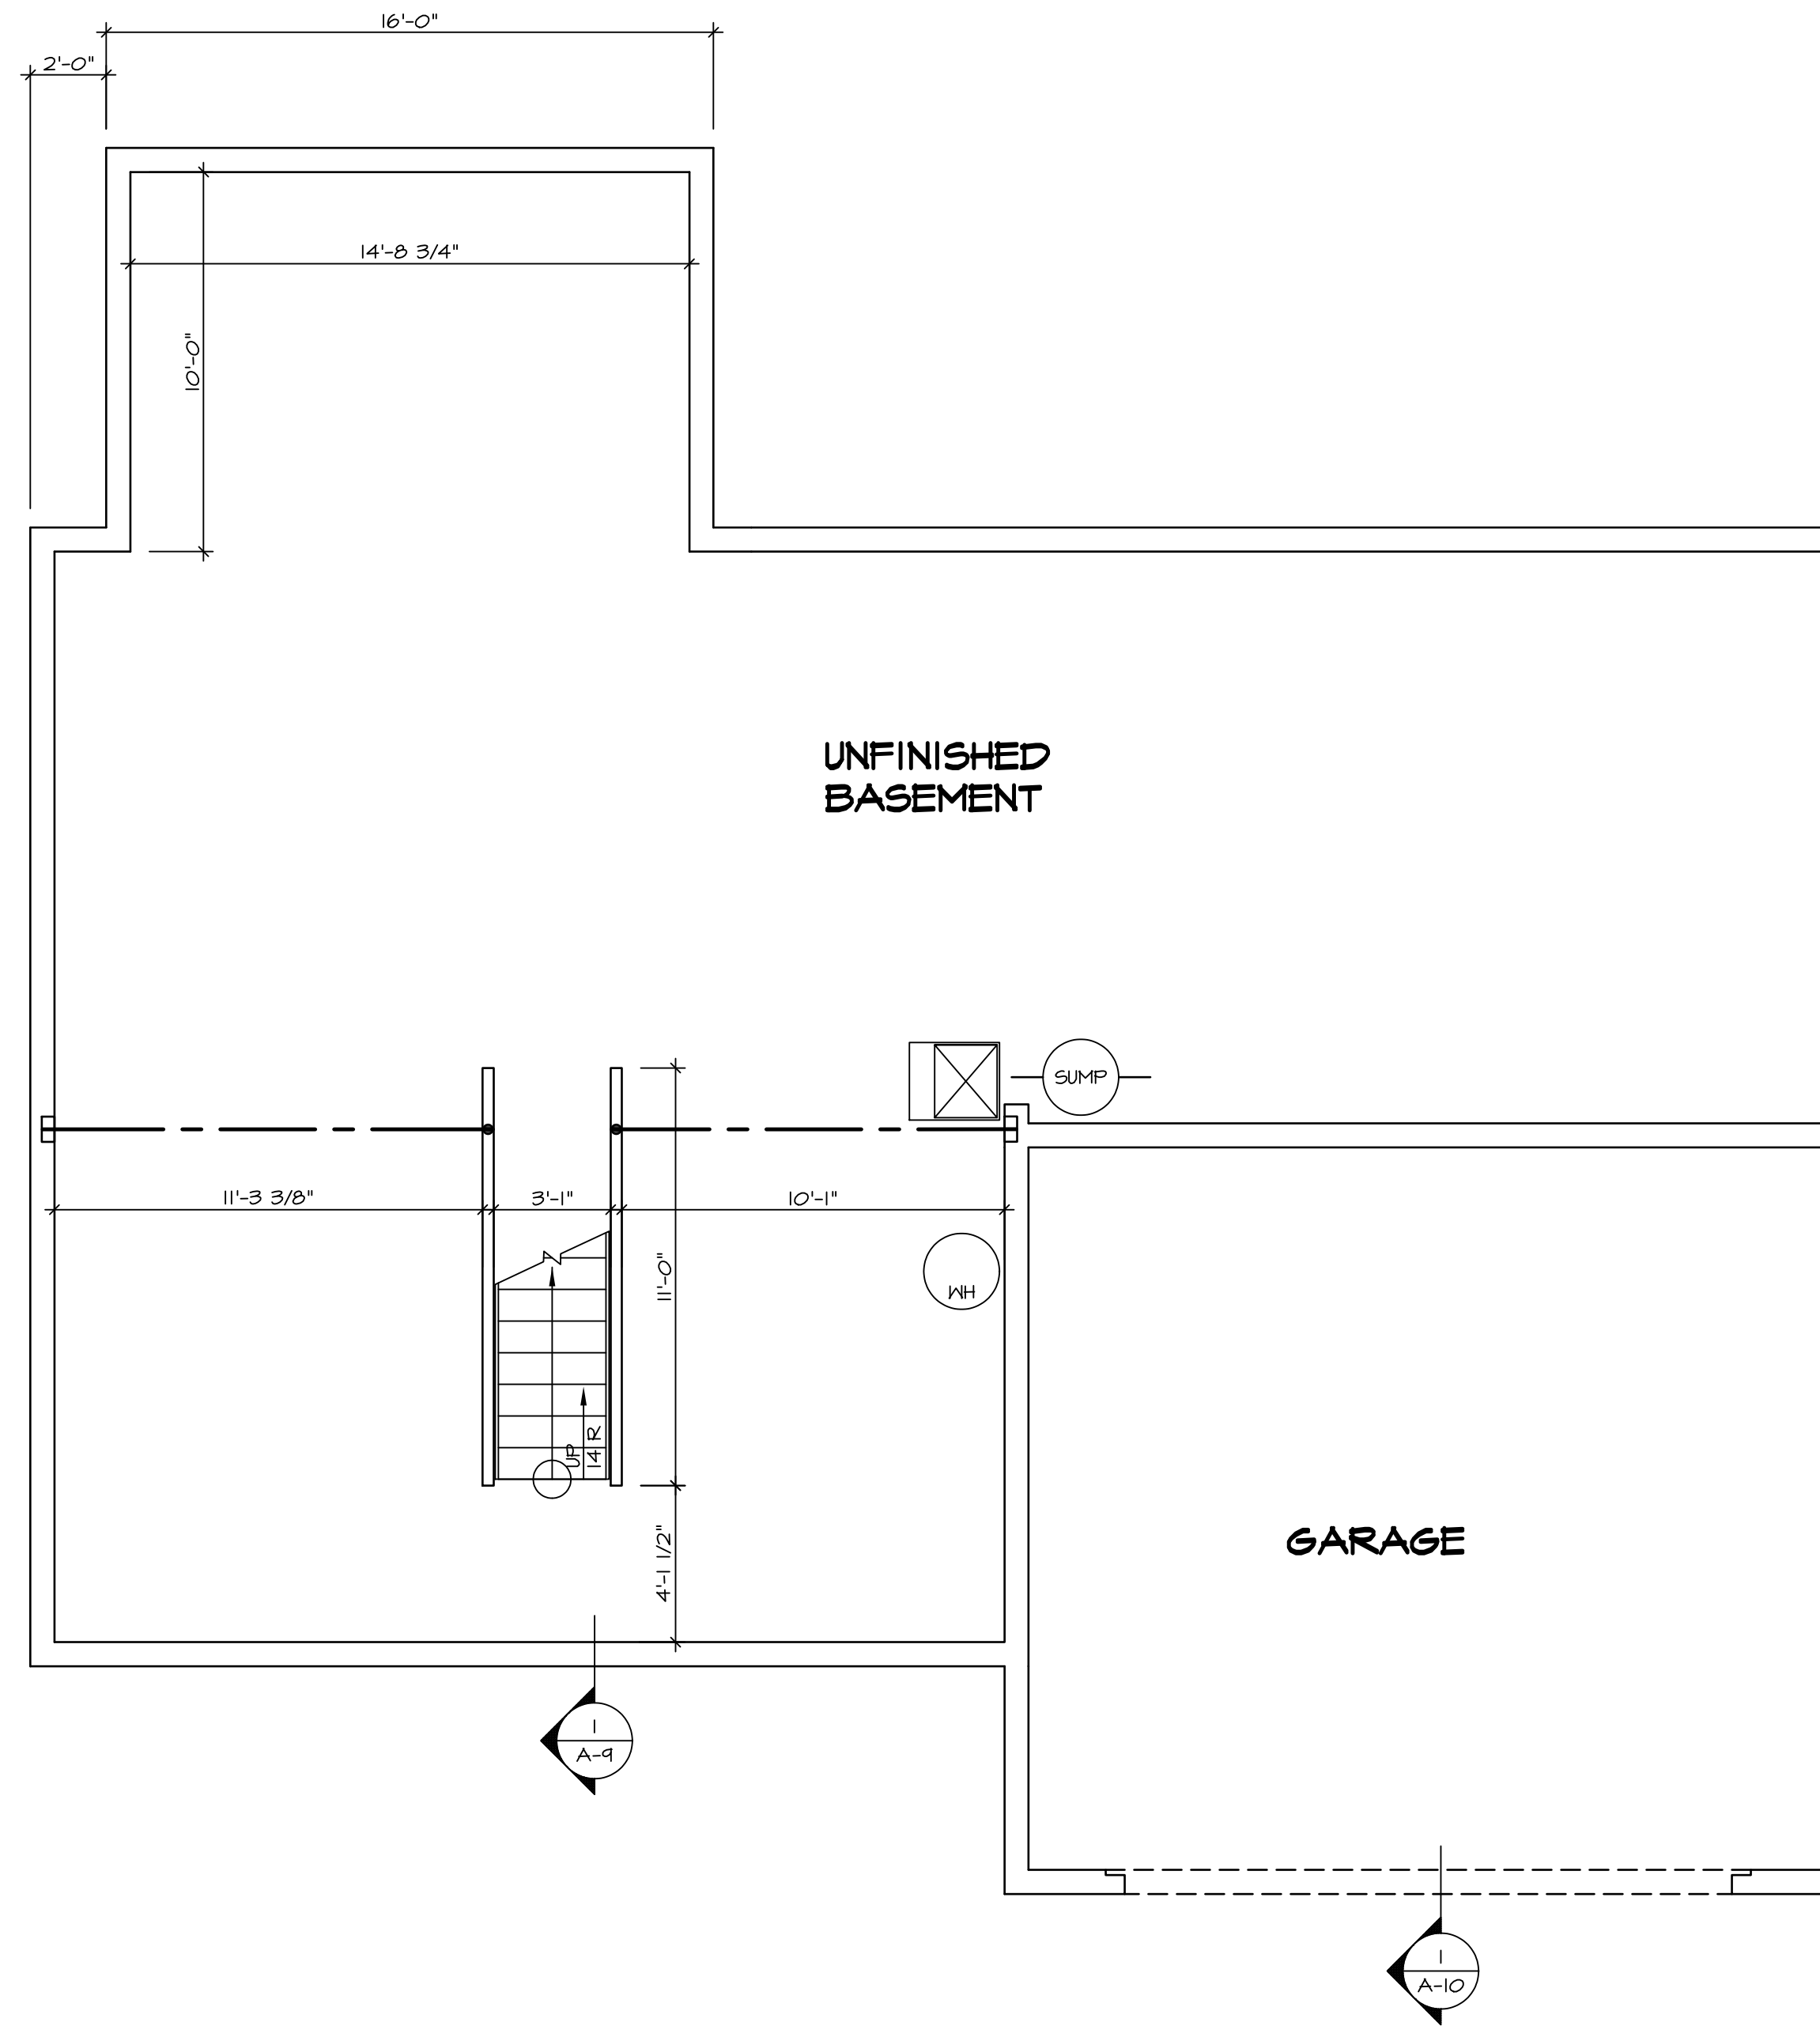 16'-0"
2'-0"
14'-8 3/4"
10'-0"
UNFINISHED
BASEMENT
SUMP
11'-3 3/8"
3'-1"
10'-1"
11'-0"
WH
UP
14 R
GARAGE
4'-1 1/2"
1
A-9
1
A-10